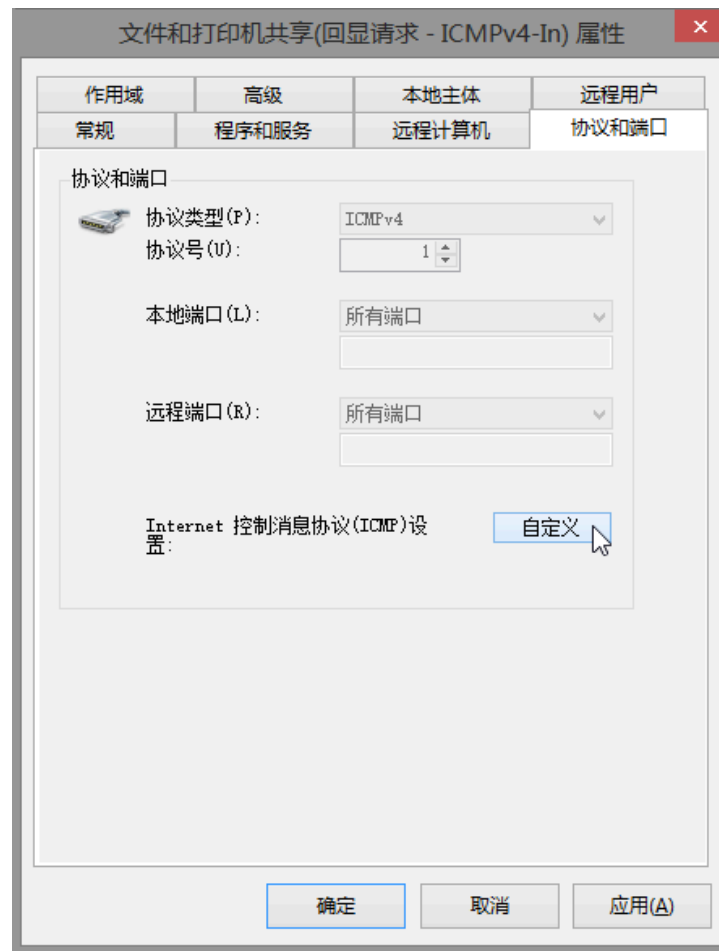 文件和打印机共享(回显请求 - ICMPv4-In) 属性
作用域 高级 本地主体 远程用户
常规 程序和服务 远程计算机 协议和端口
协议和端口
协议类型(P): ICMPv4
协议号(U): 1
本地端口(L): 所有端口
远程端口(R): 所有端口
Internet 控制消息协议(ICMP)设
置:
自定义
确定 取消 应用(A)